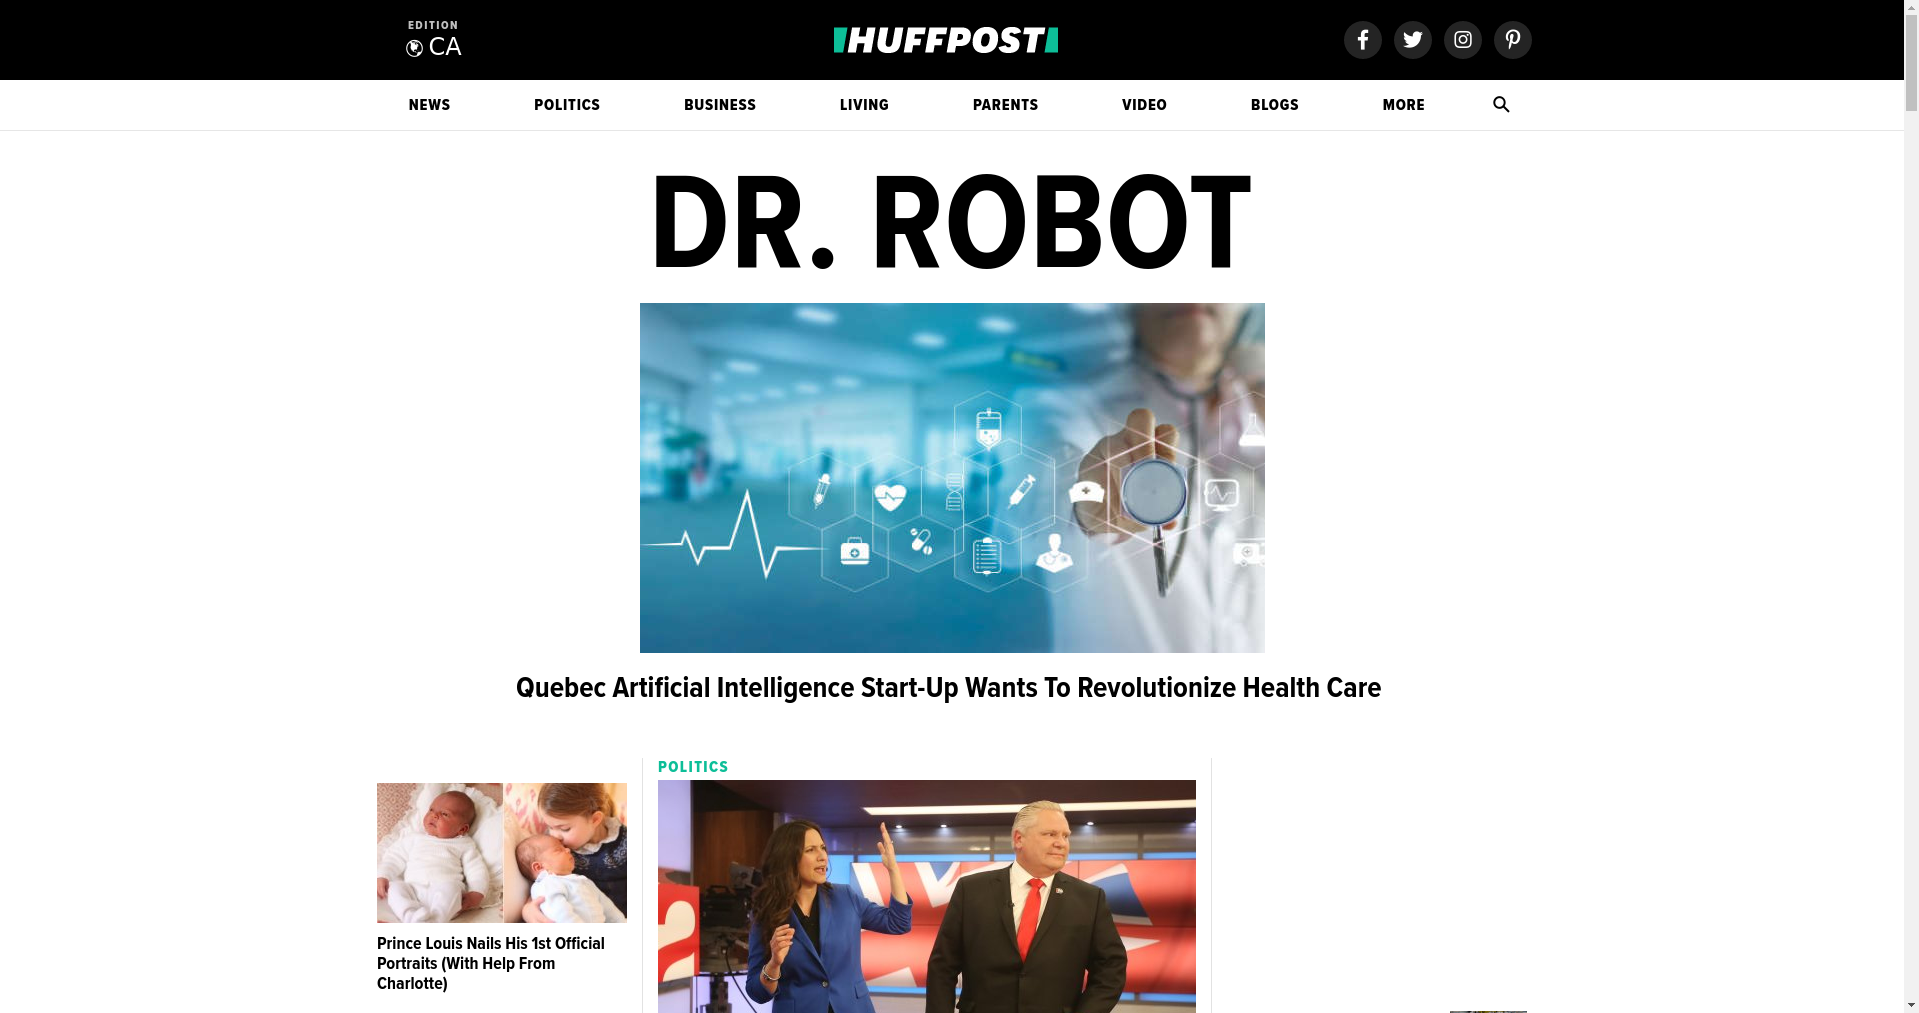 EDITION
CA
HUFFPOST
NEWS
POLITICS
BUSINESS
LIVING
PARENTS
VIDEO
BLOGS
MORE
DR. ROBOT
Quebec Artificial Intelligence Start-Up Wants To Revolutionize Health Care
Prince Louis Nails His 1st Official
Portraits (With Help From
Charlotte)
POLITICS